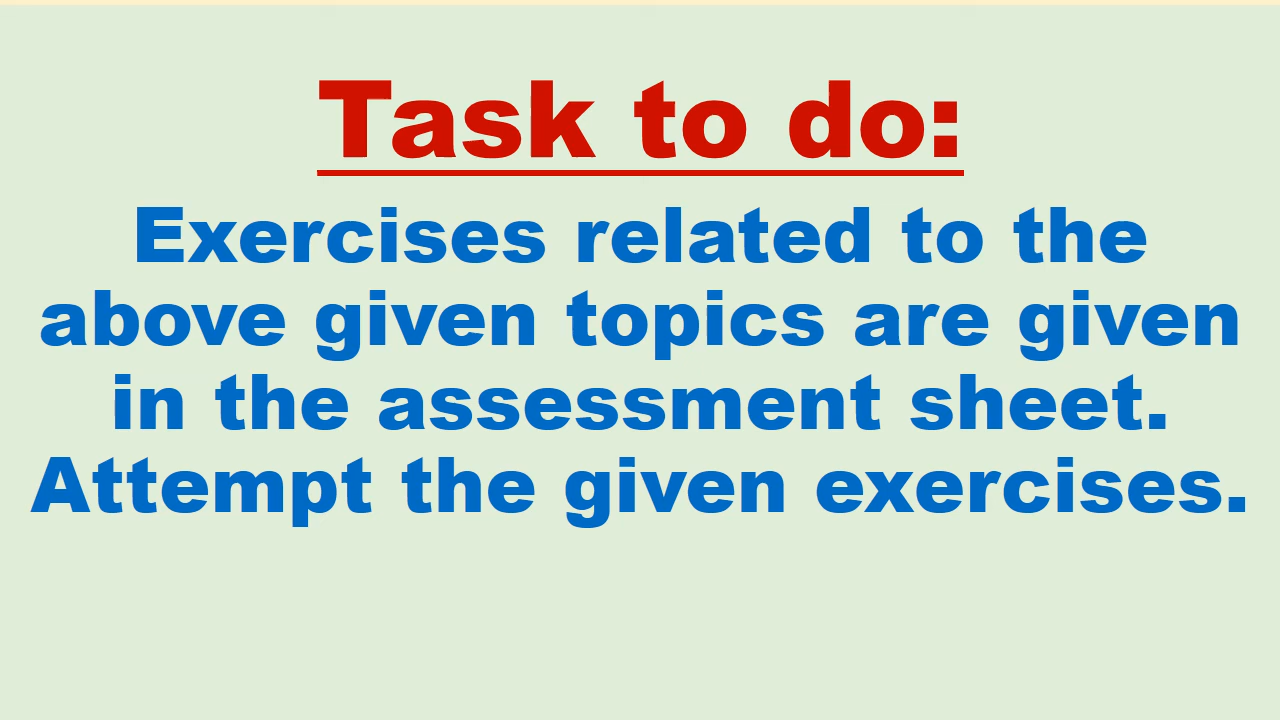 Task to do:
Exercises related to the
above given topics are given
in the assessment sheet.
Attempt the given exercises.